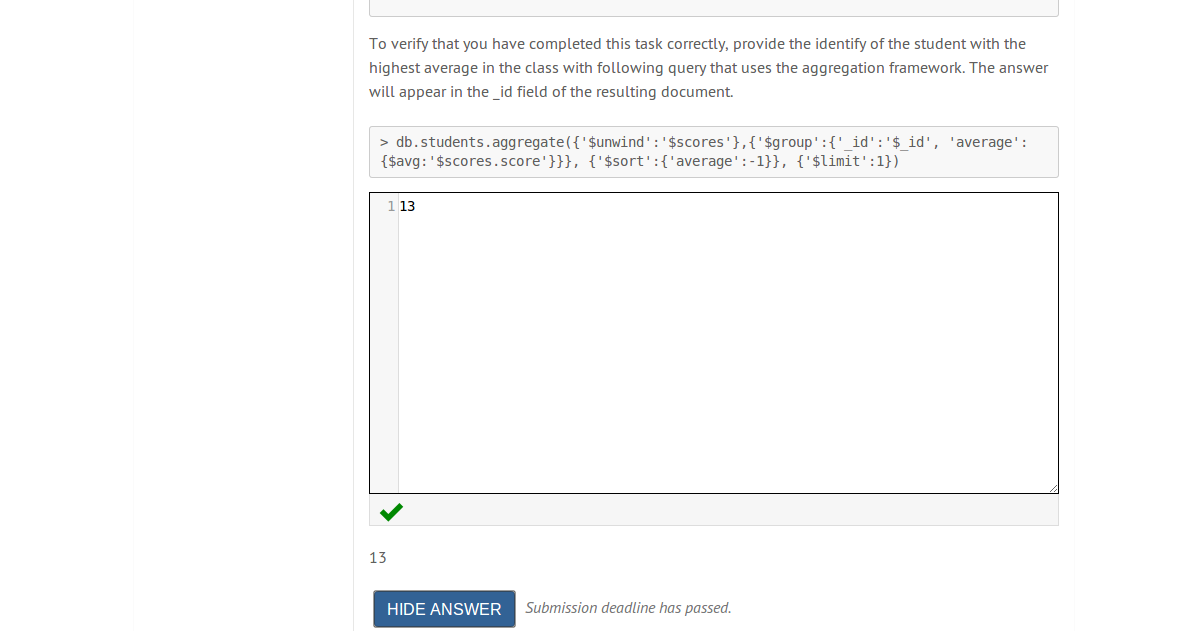 To verify that you have completed this task correctly, provide the identify of the student with the
highest average in the class with following query that uses the aggregation framework. The answer
will appear in the _id field of the resulting document.
> db.students.aggregate({'$unwind':'$scores'},{'$group':{'_id':'$_id', 'average':
{$avg:'$scores.score'}}}, {'$sort':{'average':-1}}, {'$limit':1})
1 13
13
HIDE ANSWER Submission deadline has passed.